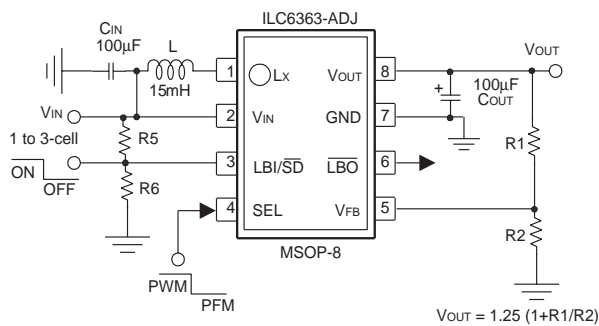 ILC6363-ADJ
CIN
100µF
L
15mH
1
LX
VOUT
8
VOUT
+
100µF
COUT
VIN
1 to 3-cell
R5
2
VIN
GND
7
R1
ON
OFF
R6
3
LBI/SD
LBO
6
4
SEL
VFB
5
R2
MSOP-8
PWM
PFM
VOUT = 1.25 (1+R1/R2)